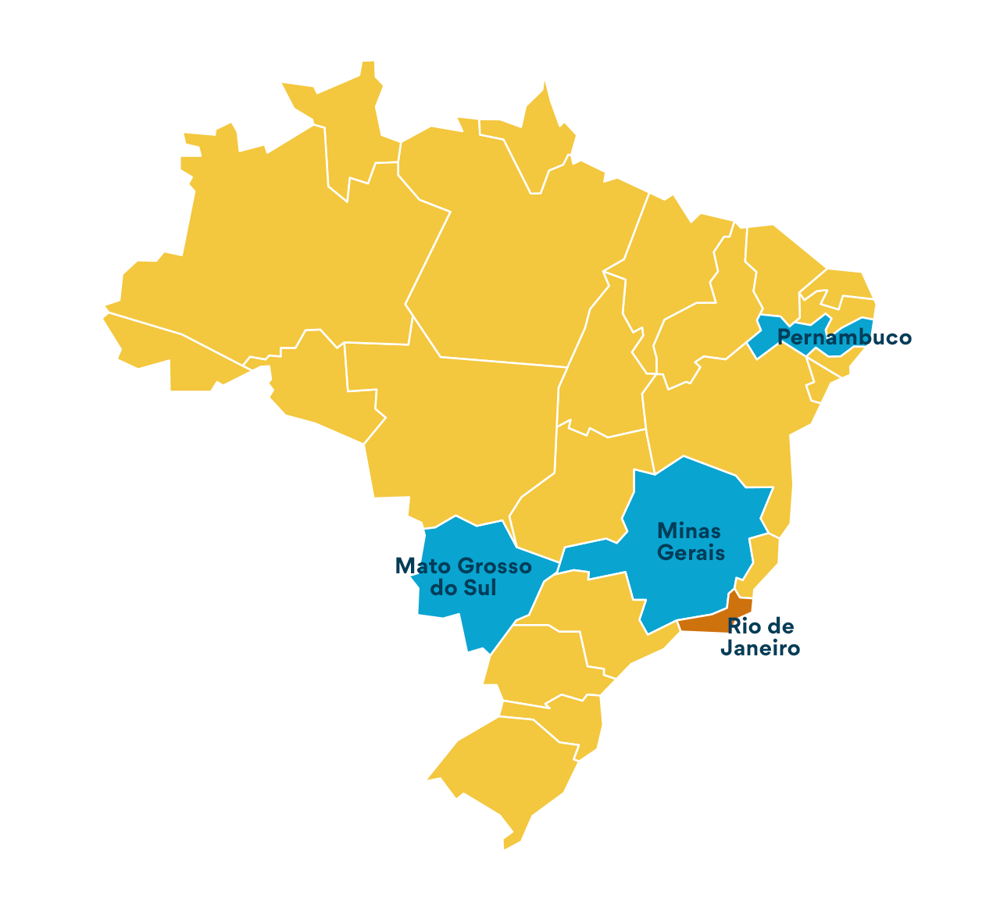 Pernambuco
Minas
Gerais
Mato Grosso
do Sul
Rio de
Janeiro